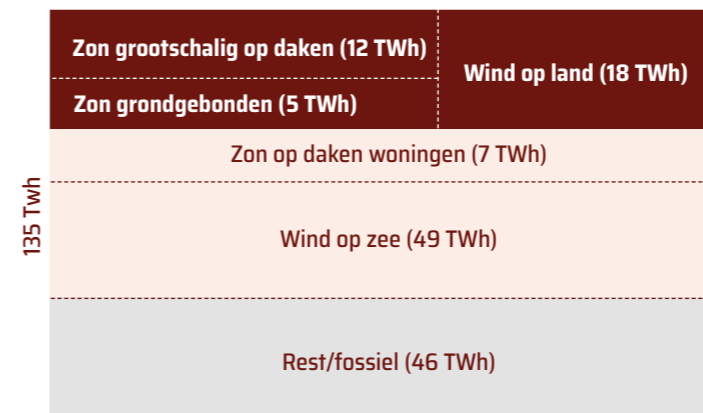 Zon grootschalig op daken (12 TWh)
Wind op land (18 TWh)
Zon grondgebonden (5 TWh)
Zon op daken woningen (7 TWh)
135 Twh
Wind op zee (49 TWh)
Rest/fossiel (46 TWh)